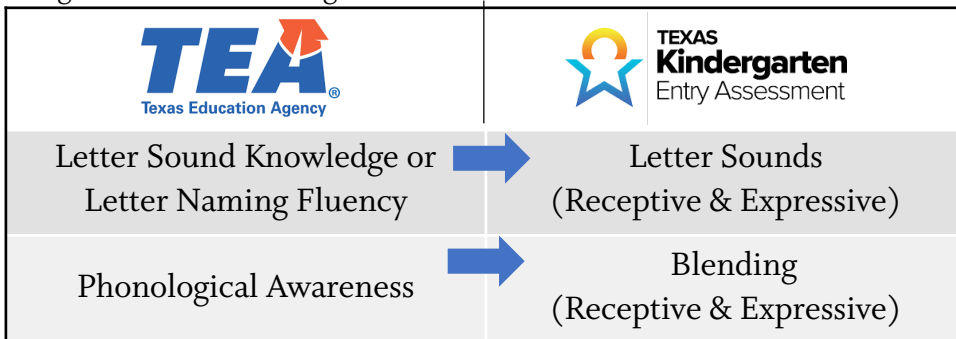 TEA
®
Texas Education Agency
TEXAS
Kindergarten
Entry Assessment
Letter Sound Knowledge or
Letter Naming Fluency
Letter Sounds
(Receptive & Expressive)
Phonological Awareness
Blending
(Receptive & Expressive)